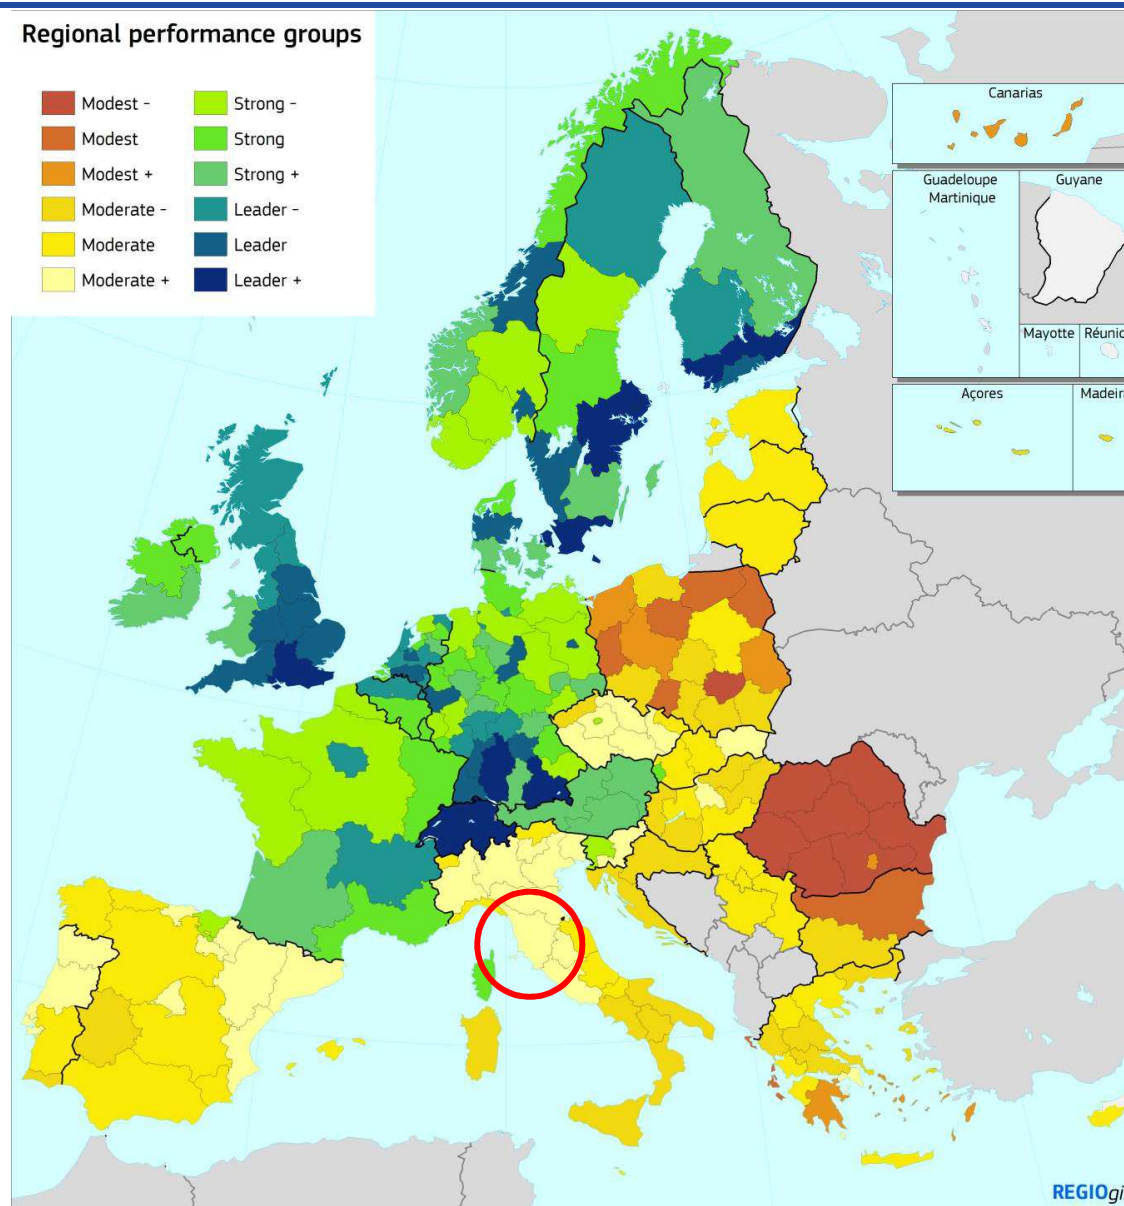 Regional performance groups
Modest -
Modest
Modest +
Moderate -
Moderate
Moderate +
Strong -
Strong
Strong +
Leader -
Leader
Leader +
Canarias
Guadeloupe
Martinique
Guyane
Mayotte
Réunio
Açores
Madeir
REGIOgi